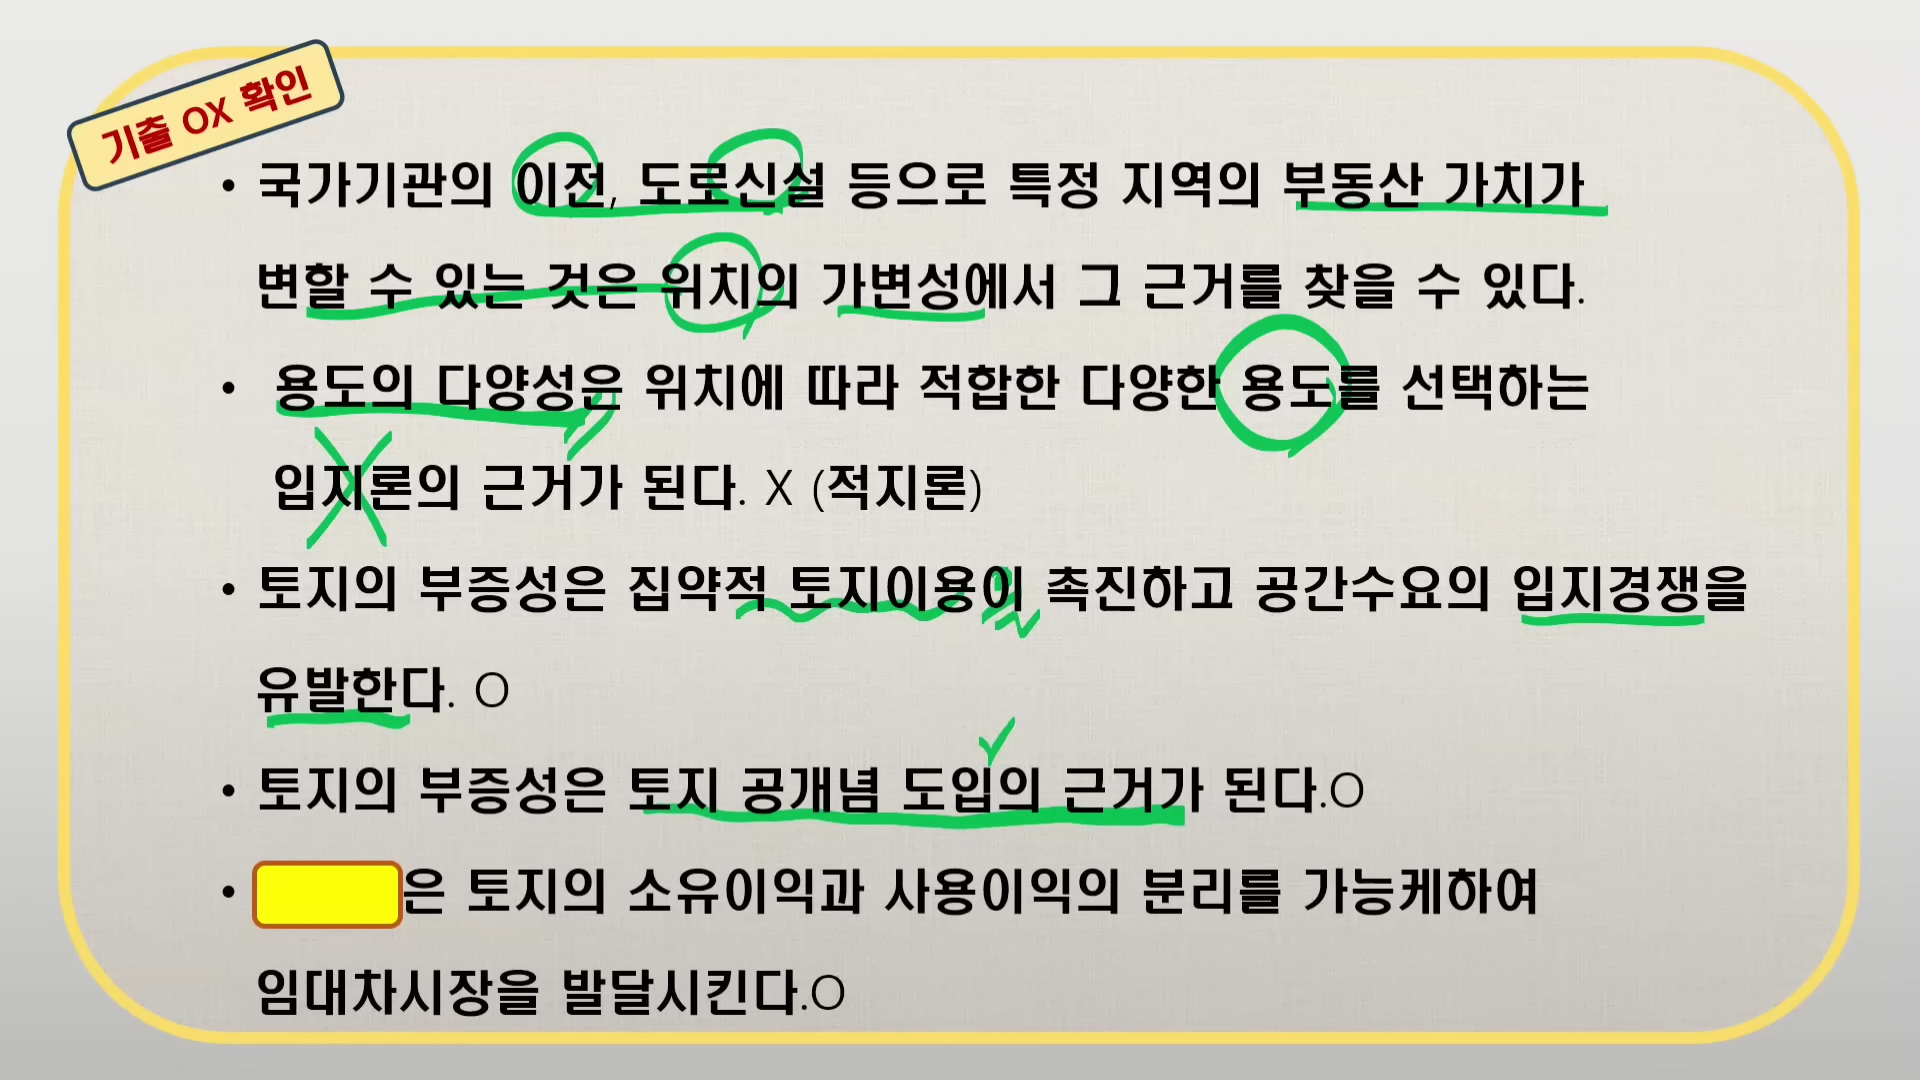 기출 OX 확인
• 국가기관의 이전, 도로신설 등으로 특정 지역의 부동산 가치가
변할 수 있는 것은 위치의 가변성에서 그 근거를 찾을 수 있다.
• 용도의 다양성은 위치에 따라 적합한 다양한 용도를 선택하는
입지론의 근거가 된다. X (적지론)
• 토지의 부증성은 집약적 토지이용이 촉진하고 공간수요의 입지경쟁을
유발한다. O
• 토지의 부증성은 토지 공개념 도입의 근거가 된다.O
• 은 토지의 소유이익과 사용이익의 분리를 가능케하여
임대차시장을 발달시킨다.O